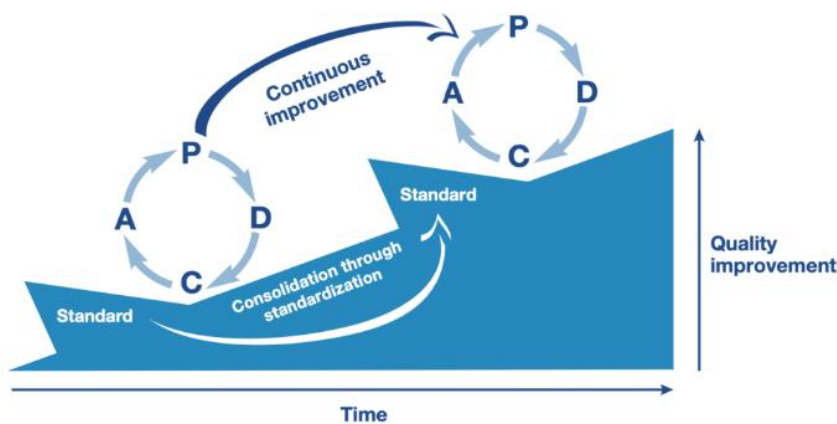 P
D
C
A
Continuous
improvement
P
D
C
A
Standard
Consolidation through
standardization
Standard
Quality
improvement
Time